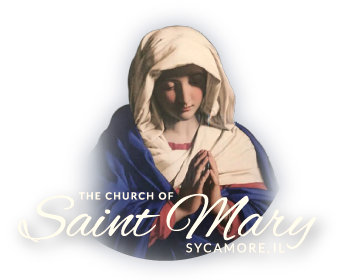 THE CHURCH OF
Saint Mary
SYCAMORE, IL